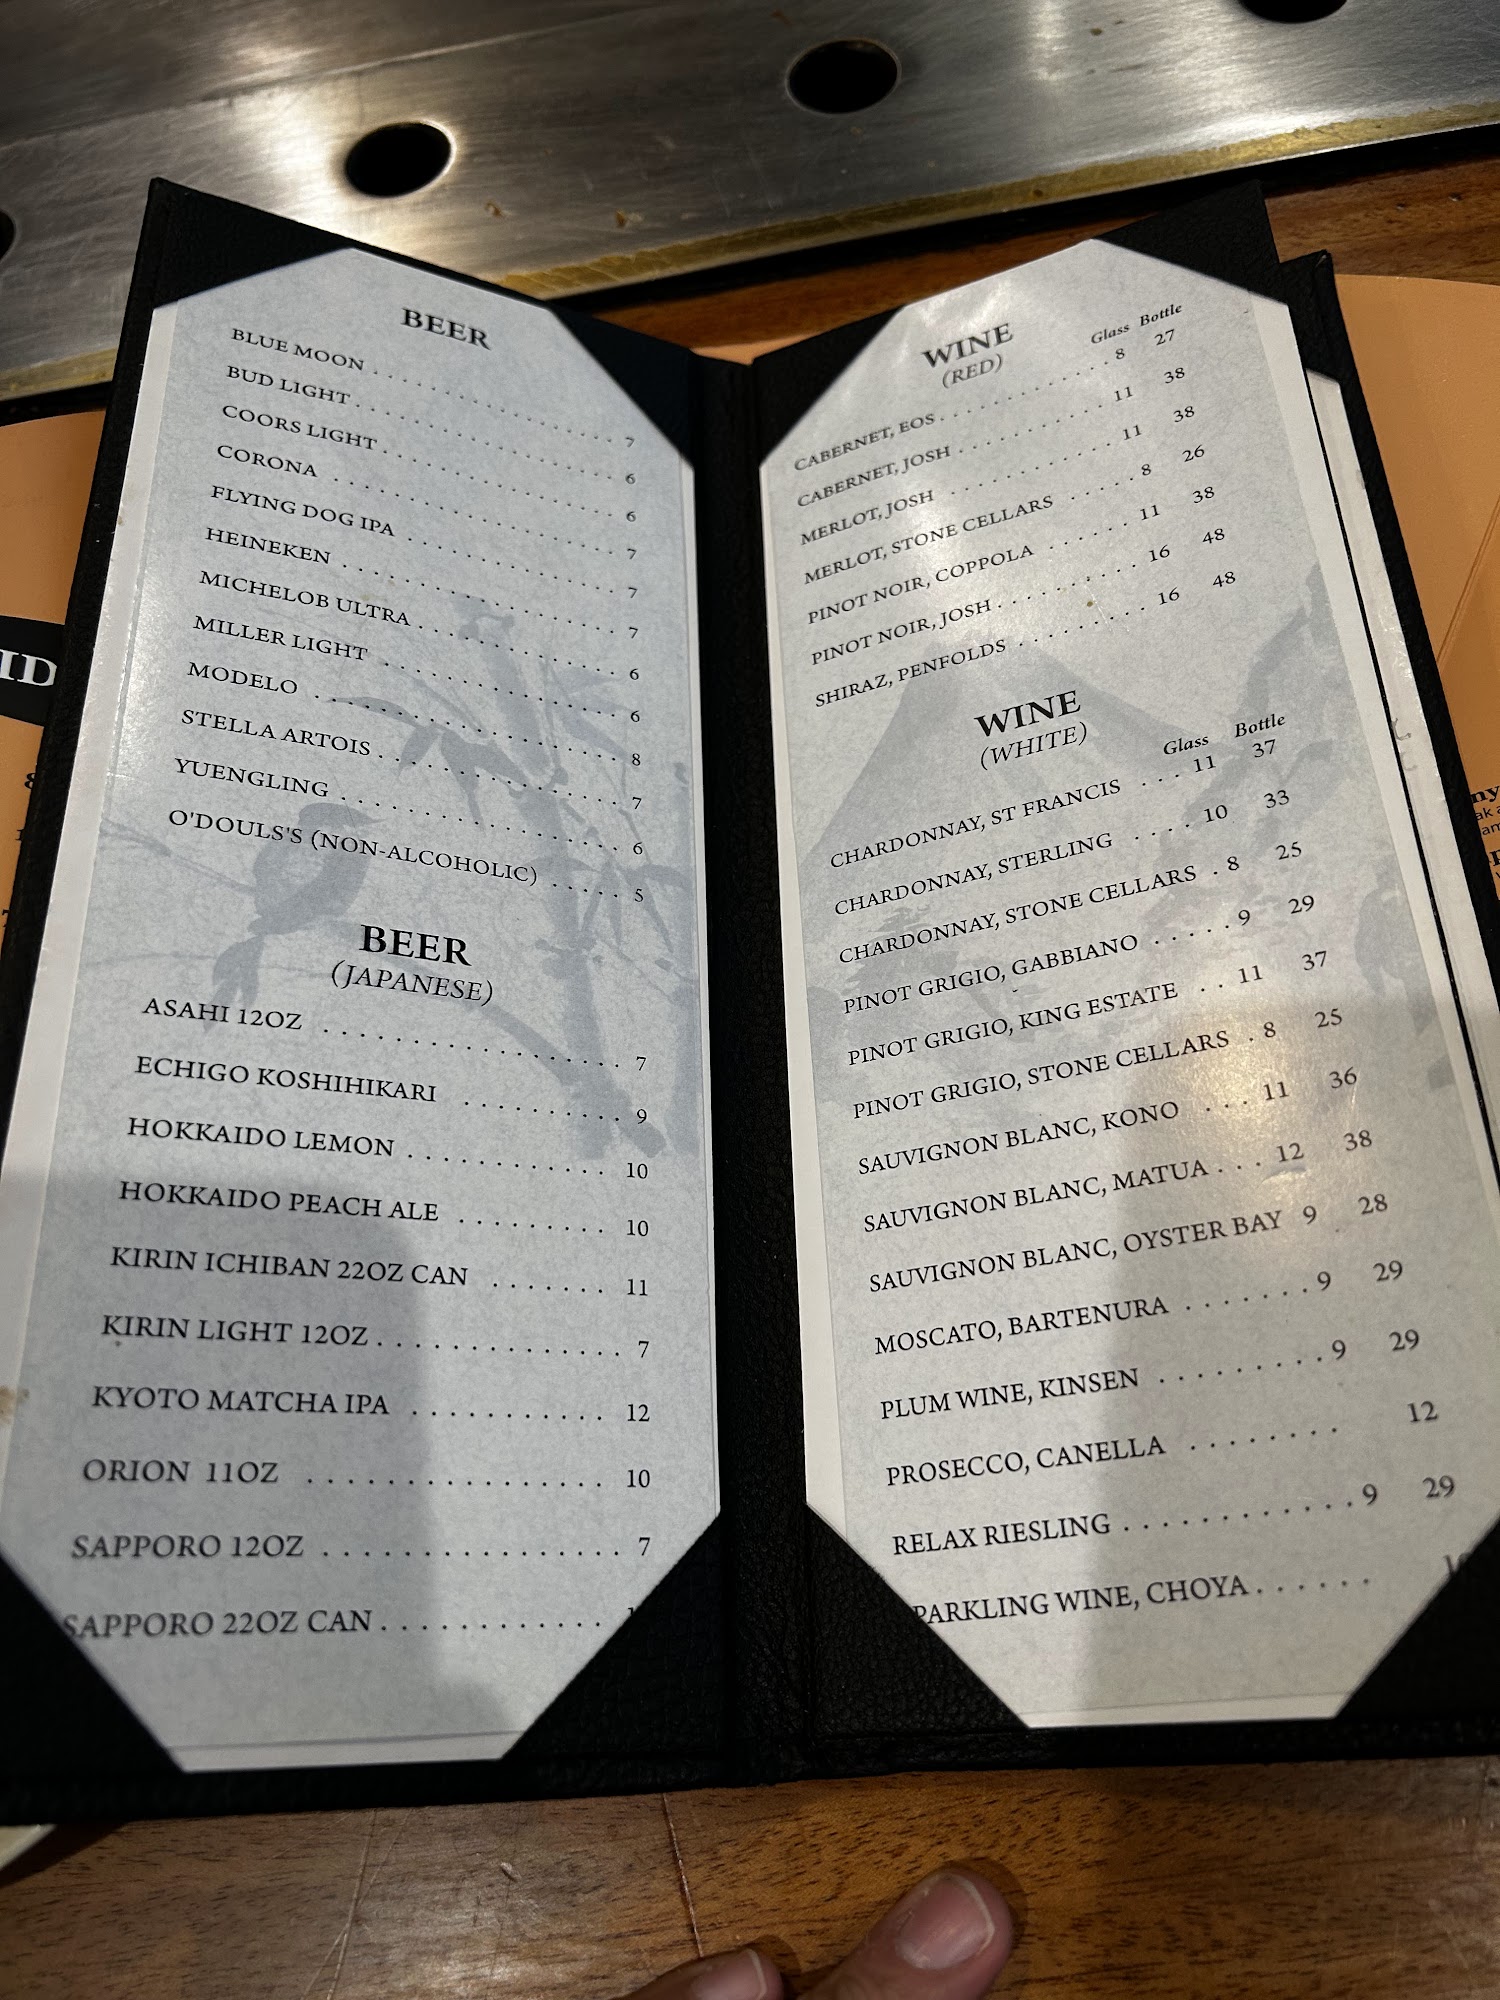 BEER
BLUE MOON . . . . . . . . . . . . . . . . . . . . . . . 7
BUD LIGHT . . . . . . . . . . . . . . . . . . . . . . . 6
COORS LIGHT . . . . . . . . . . . . . . . . . . . . . 6
CORONA . . . . . . . . . . . . . . . . . . . . . . . . 7
FLYING DOG IPA . . . . . . . . . . . . . . . . . . 7
HEINEKEN . . . . . . . . . . . . . . . . . . . . . . 7
MICHELOB ULTRA . . . . . . . . . . . . . . . . 6
MILLER LIGHT . . . . . . . . . . . . . . . . . . 6
MODELO . . . . . . . . . . . . . . . . . . . . . . 8
STELLA ARTOIS . . . . . . . . . . . . . . . . . 7
YUENGLING . . . . . . . . . . . . . . . . . . . 6
O'DOULS'S (NON-ALCOHOLIC) . . . . . 5
BEER
(JAPANESE)
ASAHI 12OZ . . . . . . . . . . . . . . . . . . 7
ECHIGO KOSHIHIKARI . . . . . . . . . . 9
HOKKAIDO LEMON . . . . . . . . . . . . 10
HOKKAIDO PEACH ALE . . . . . . . . . 10
KIRIN ICHIBAN 22OZ CAN . . . . . . . 11
KIRIN LIGHT 12OZ . . . . . . . . . . . . . . 7
KYOTO MATCHA IPA . . . . . . . . . . . 12
ORION 11OZ . . . . . . . . . . . . . . . . 10
SAPPORO 12OZ . . . . . . . . . . . . . . . . . 7
SAPPORO 22OZ CAN . . . . . . . . . . . .
WINE
(RED)
Glass Bottle
CABERNET, EOS . . . . . . . . . . . . 8 27
CABERNET, JOSH . . . . . . . . . . . 11 38
MERLOT, JOSH . . . . . . . . . . . . 11 38
MERLOT, STONE CELLARS . . . . . 8 26
PINOT NOIR, COPPOLA . . . . . . 11 38
PINOT NOIR, JOSH . . . . . . . . . . 16 48
SHIRAZ, PENFOLDS . . . . . . . . . 16 48
WINE
(WHITE)
Glass Bottle
CHARDONNAY, ST FRANCIS . . . 11 37
CHARDONNAY, STERLING . . . . 10 33
CHARDONNAY, STONE CELLARS . 8 25
PINOT GRIGIO, GABBIANO . . . . . 9 29
PINOT GRIGIO, KING ESTATE . . 11 37
PINOT GRIGIO, STONE CELLARS . 8 25
SAUVIGNON BLANC, KONO . . . 11 36
SAUVIGNON BLANC, MATUA . . . 12 38
SAUVIGNON BLANC, OYSTER BAY 9 28
MOSCATO, BARTENURA . . . . . . . 9 29
PLUM WINE, KINSEN . . . . . . . . . 9 29
PROSECCO, CANELLA . . . . . . . . 12
RELAX RIESLING . . . . . . . . . . . . 9 29
PARKLING WINE, CHOYA . . . . . .